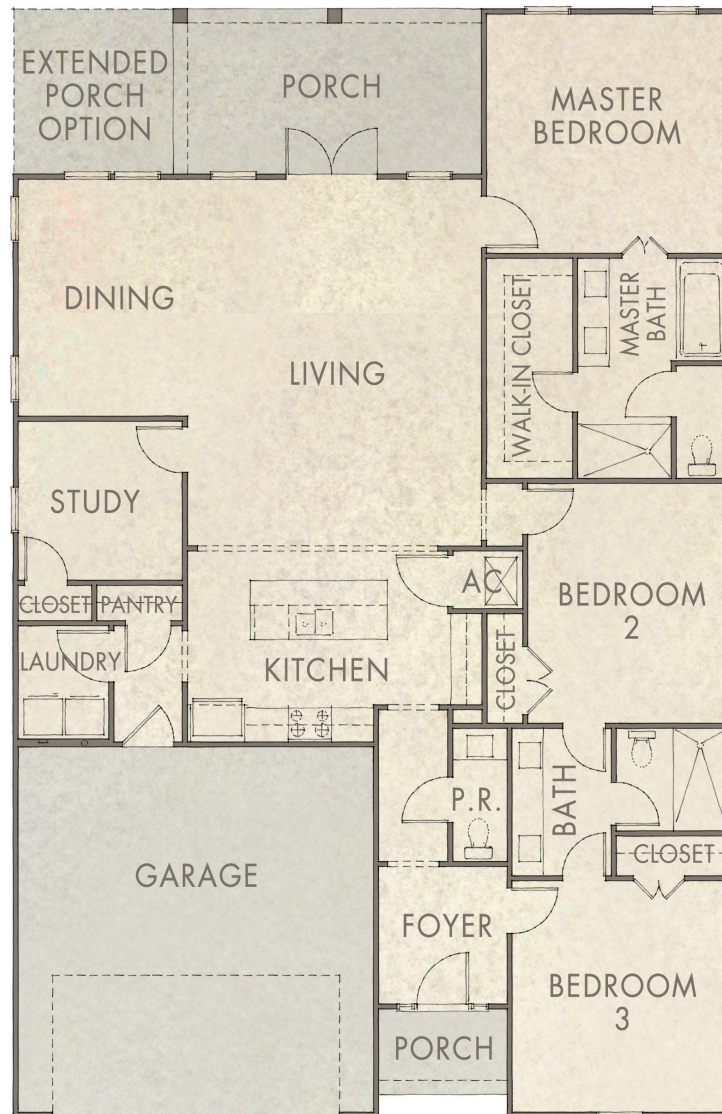 EXTENDED
PORCH
OPTION
PORCH
MASTER
BEDROOM
DINING
LIVING
WALK-IN CLOSET
MASTER
BATH
STUDY
AC
BEDROOM
2
CLOSET
PANTRY
LAUNDRY
KITCHEN
CLOSET
P.R.
BATH
CLOSET
GARAGE
FOYER
BEDROOM
3
PORCH